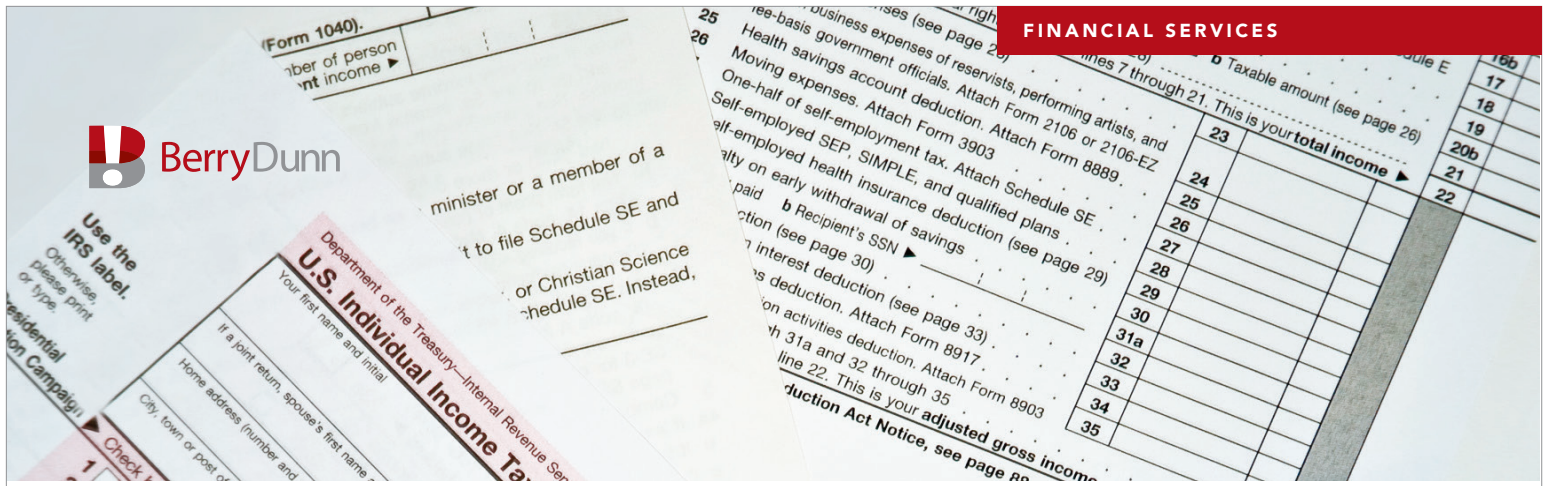 FINANCIAL SERVICES
BerryDunn
(Form 1040).
ber of person
nt income ►
minister or a member of a
t to file Schedule SE and
or Christian Science
chedule SE. Instead,
Use the
IRS label.
Otherwise,
please print
or type.
Presidential
Campaign
Department of the Treasury—Internal Revenue Ser
U.S. Individual Income Ta
Your first name and initial
If a joint return, spouse's first name
Home address (number and
City, town or post of
Check
1
25
26
business expenses of reservists, performing artists, and
fee-basis government officials. Attach Form 2106 or 2106-EZ
Health savings account deduction. Attach Form 8889
Moving expenses. Attach Form 3903
One-half of self-employment tax. Attach Schedule SE
Self-employed SEP, SIMPLE, and qualified plans
elf-employed health insurance deduction (see page 29)
alty on early withdrawal of savings
paid b Recipient's SSN ►
ction (see page 30)
interest deduction (see page 33)
es deduction. Attach Form 8917
on activities deduction. Attach Form 8903
31a and 32 through 35
line 22. This is your adjusted gross income
duction Act Notice, see page
lines 7 through 21. This is your total income ►
b Taxable amount (see page 26)
dule E
16b
17
18
19
20b
21
22
23
24
25
26
27
28
29
30
31a
32
33
34
35